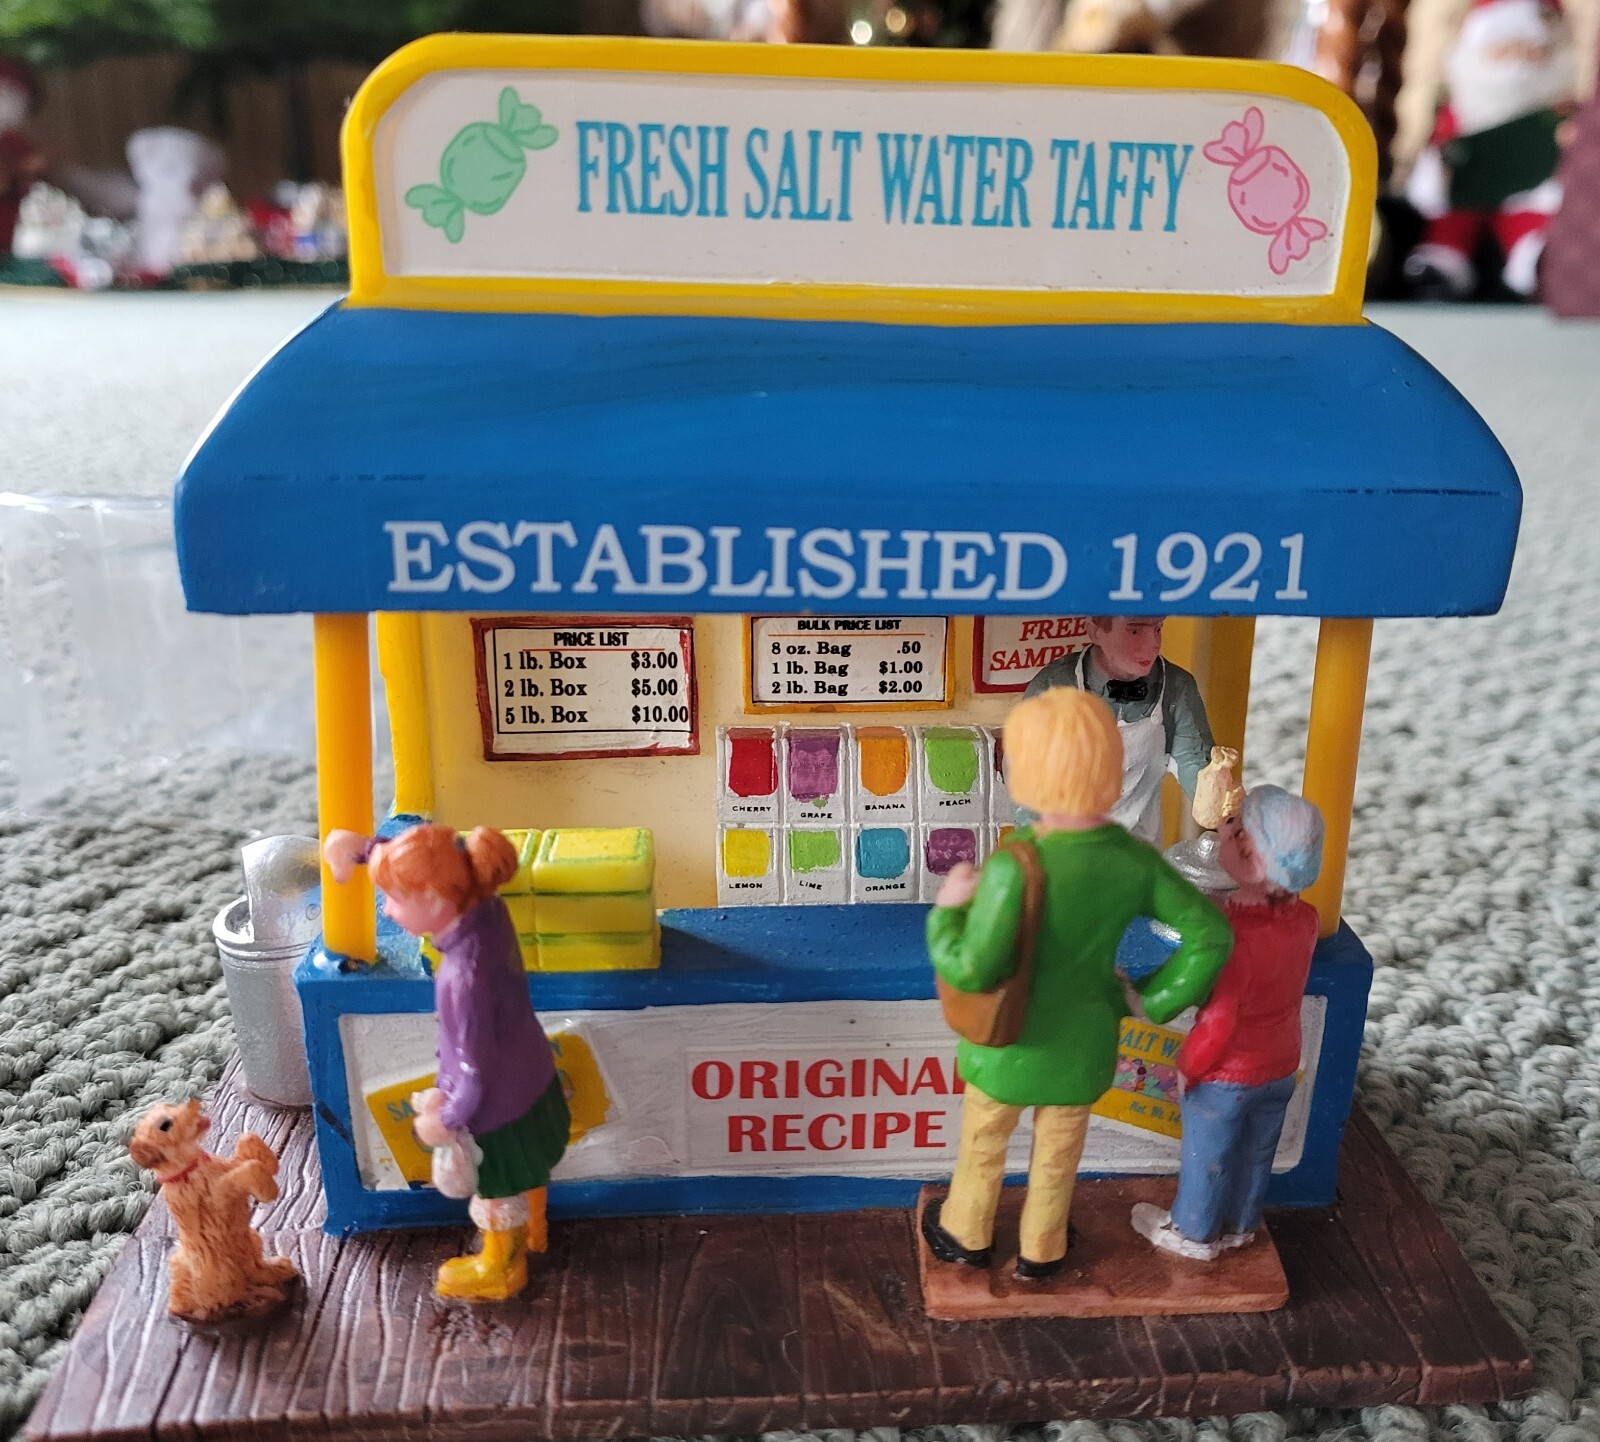 FRESH SALT WATER TAFFY
ESTABLISHED 1921
PRICE LIST
1 lb. Box $3.00
2 lb. Box $5.00
5 lb. Box $10.00
BULK PRICE LIST
8 oz. Bag .50
1 lb. Bag $1.00
2 lb. Bag $2.00
FREE
CHERRY GRAPE BANANA PEACH
LEMON LIME ORANGE
ORIGINAL
RECIPE